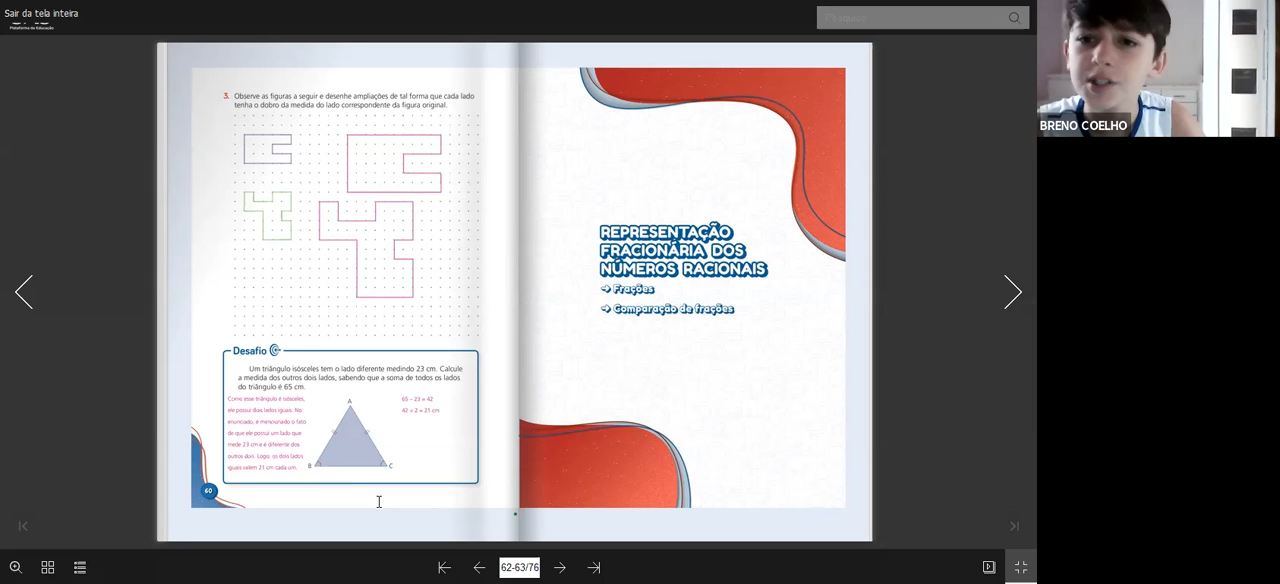 Sair da tela inteira
Plataforma de Educação
Pesquisar
BRENO COELHO
3. Observe as figuras a seguir e desenhe ampliações de tal forma que cada lado
tenha o dobro da medida do lado correspondente da figura original.
Desafio
Um triângulo isósceles tem o lado diferente medindo 23 cm. Calcule
a medida dos outros dois lados, sabendo que a soma de todos os lados
do triângulo é 65 cm.
Como esse triângulo é isósceles,
ele possui dois lados iguais. No
enunciado, é mencionado o fato
de que ele possui um lado que
mede 23 cm e é diferente dos
outros dois. Logo, os dois lados
iguais valem 21 cm cada um.
A
B
C
65 – 23 = 42
42 ÷ 2 = 21 cm
60
REPRESENTAÇÃO
FRACIONÁRIA DOS
NÚMEROS RACIONAIS
➔ Frações
➔ Comparação de frações
62-63/76